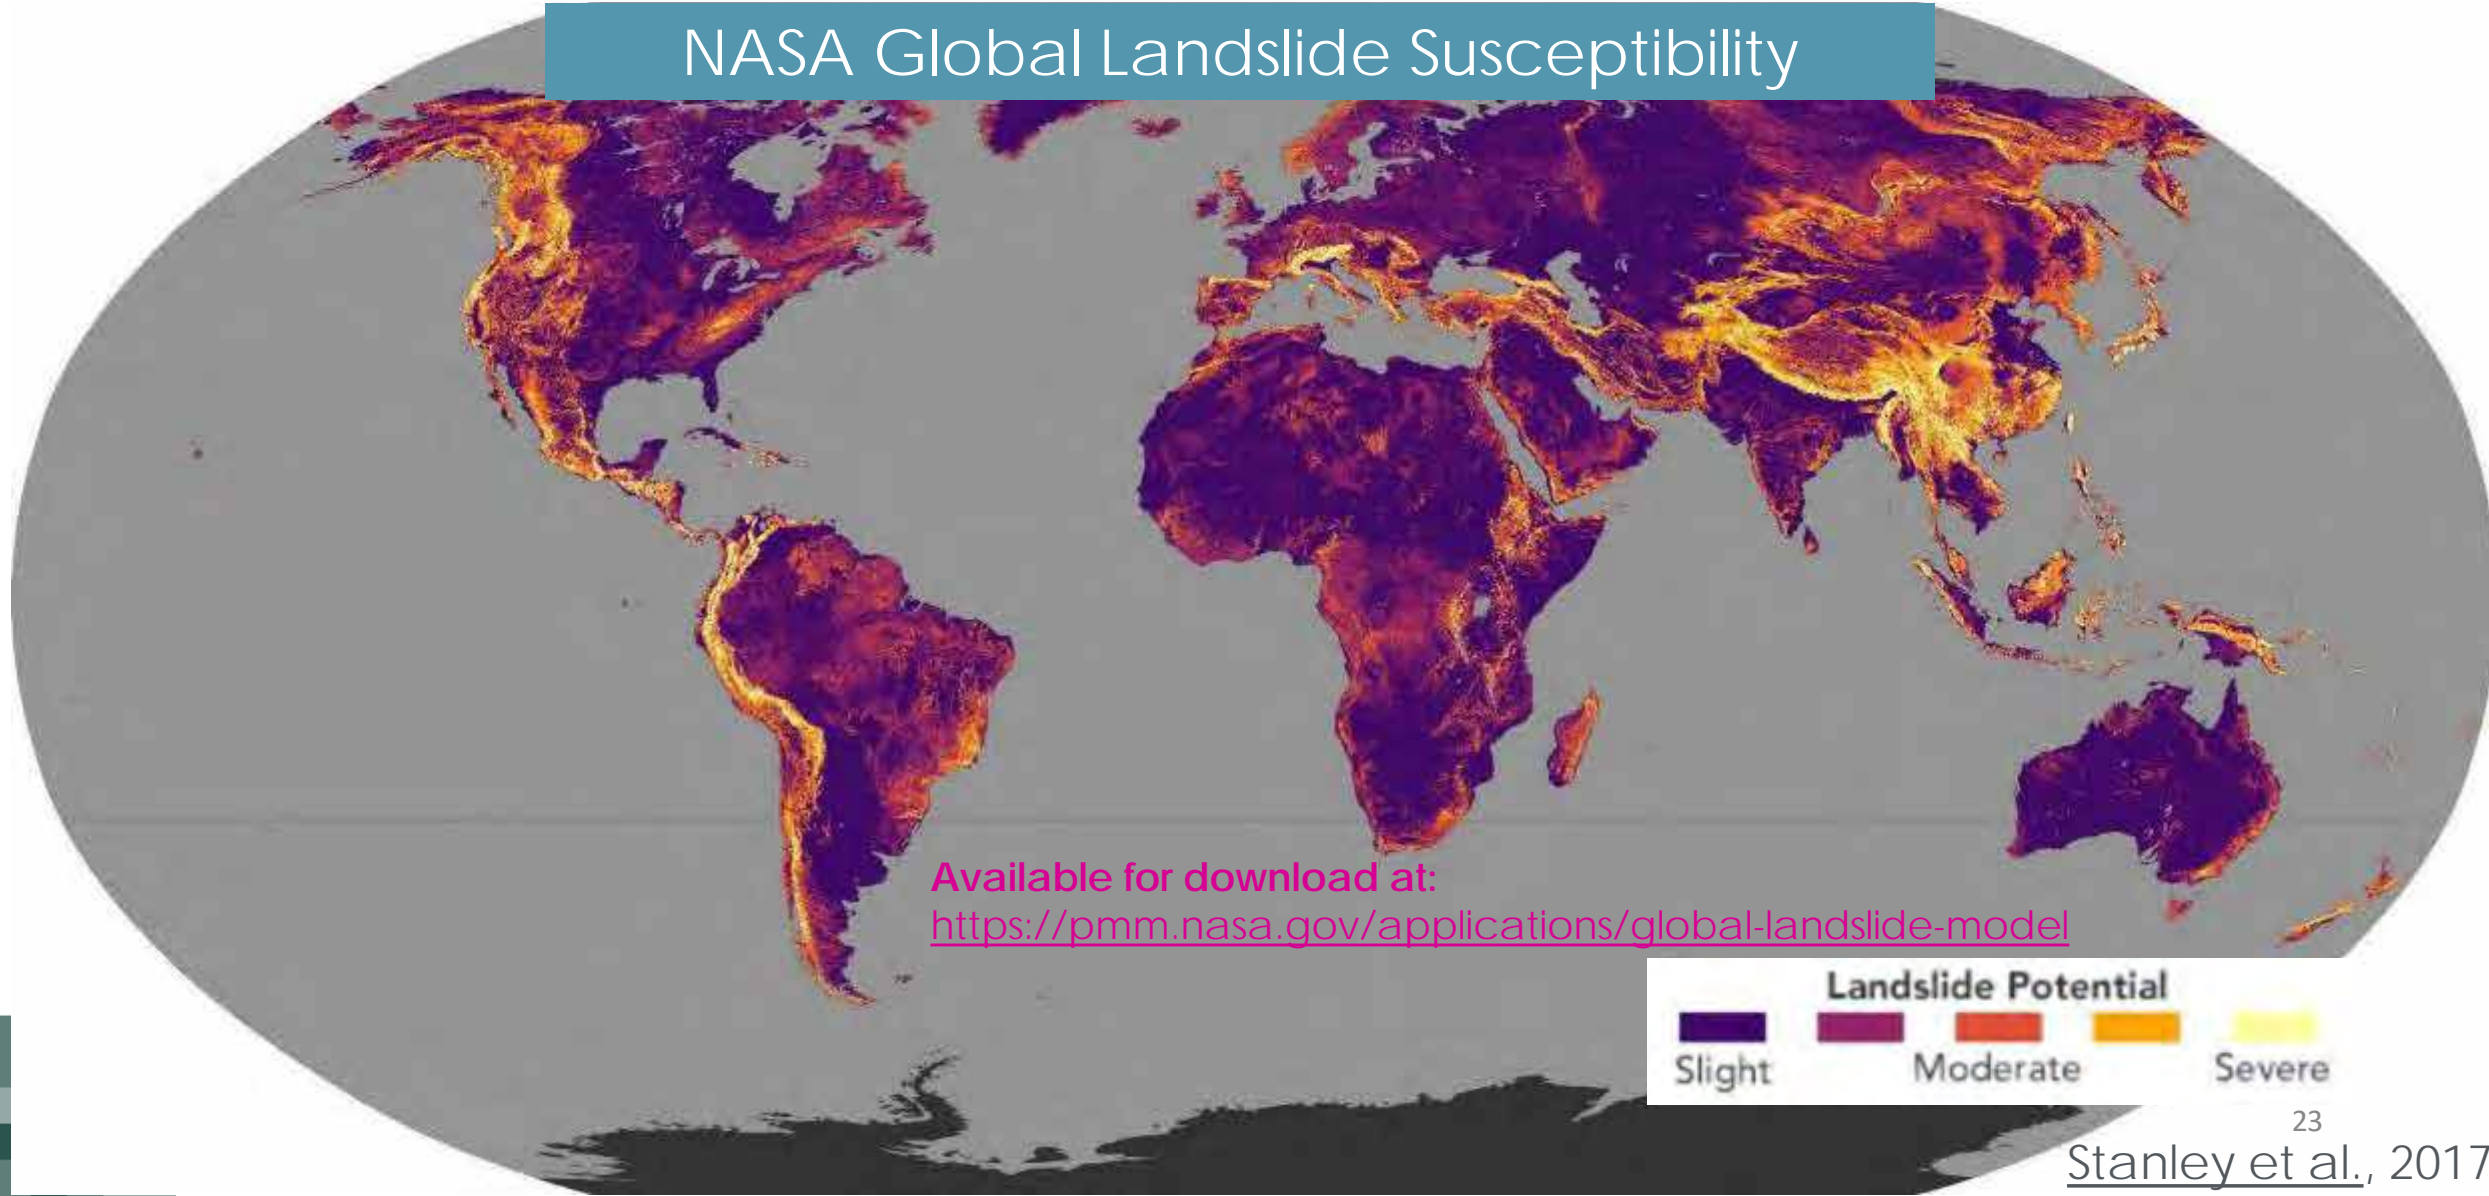 NASA Global Landslide Susceptibility
Available for download at:
https://pmm.nasa.gov/applications/global-landslide-model
Landslide Potential
Slight Moderate Severe
23
Stanley et al., 2017